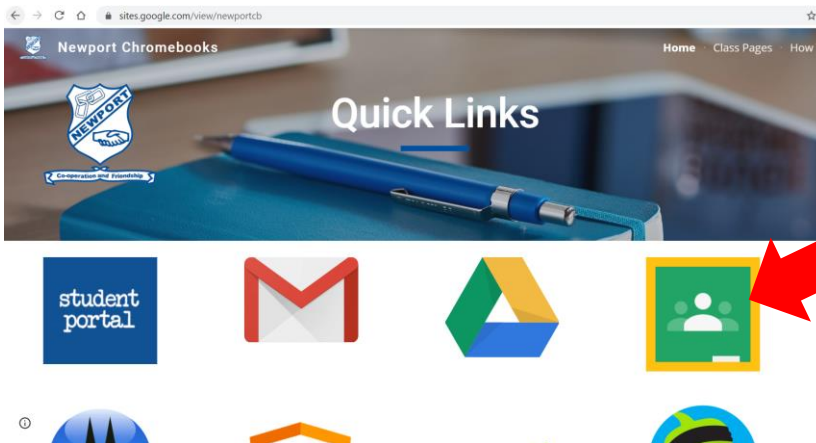 sites.google.com/view/newportcb
Newport Chromebooks
Home · Class Pages · How
NEWPORT
Co-operation and Friendship
Quick Links
student
portal